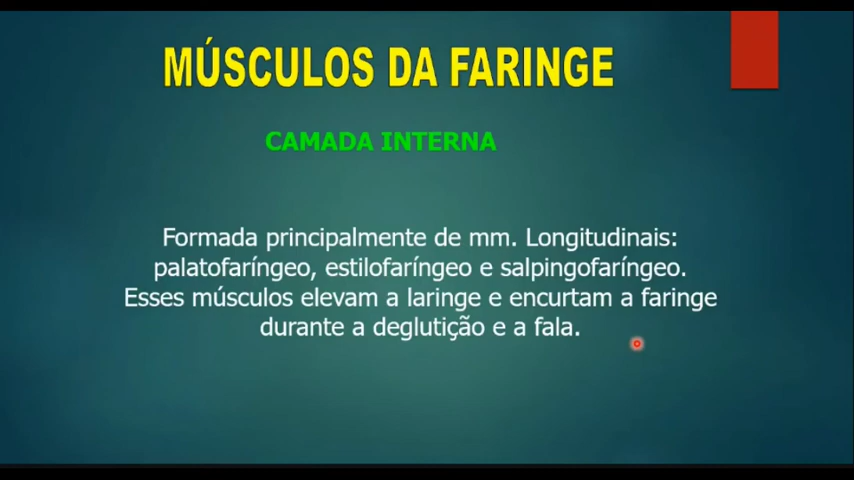 MÚSCULOS DA FARINGE
CAMADA INTERNA
Formada principalmente de mm. Longitudinais:
palatofaríngeo, estilofaríngeo e salpingofaríngeo.
Esses músculos elevam a laringe e encurtam a faringe
durante a deglutição e a fala.